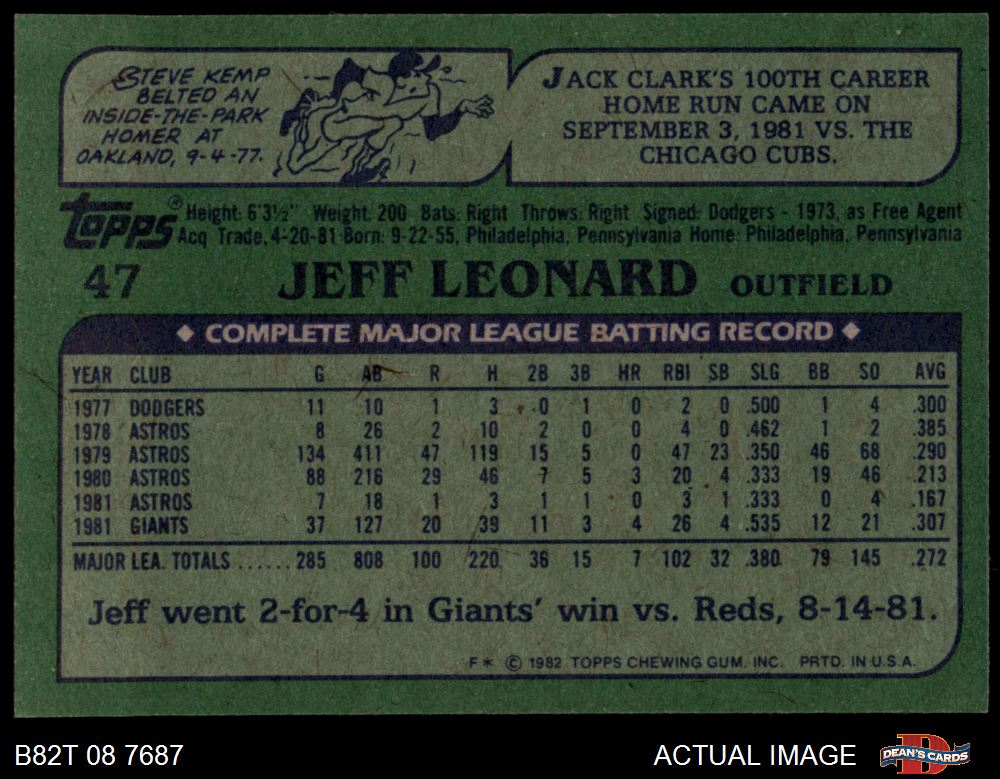 STEVE KEMP
BELTED AN
INSIDE-THE-PARK
HOMER AT
OAKLAND, 9-4-77.
JACK CLARK'S 100TH CAREER
HOME RUN CAME ON
SEPTEMBER 3, 1981 VS. THE
CHICAGO CUBS.
topps® Height: 6'3½" Weight: 200 Bats: Right Throws: Right Signed: Dodgers - 1973, as Free Agent
Acq Trade, 4-20-81 Born: 9-22-55, Philadelphia, Pennsylvania Home: Philadelphia, Pennsylvania
47 JEFF LEONARD OUTFIELD
◆ COMPLETE MAJOR LEAGUE BATTING RECORD ◆
YEAR CLUB G AB R H 2B 3B HR RBI SB SLG BB SO AVG
1977 DODGERS 11 10 1 3 0 1 0 2 0 .500 1 4 .300
1978 ASTROS 8 26 2 10 2 0 0 4 0 .462 1 2 .385
1979 ASTROS 134 411 47 119 15 5 0 47 23 .350 46 68 .290
1980 ASTROS 88 216 29 46 7 5 3 20 4 .333 19 46 .213
1981 ASTROS 7 18 1 3 1 1 0 3 1 .333 0 4 .167
1981 GIANTS 37 127 20 39 11 3 4 26 4 .535 12 21 .307
MAJOR LEA. TOTALS ...... 285 808 100 220 36 15 7 102 32 .380 79 145 .272
Jeff went 2-for-4 in Giants' win vs. Reds, 8-14-81.
F* © 1982 TOPPS CHEWING GUM, INC. PRTD. IN U.S.A.
B82T 08 7687 ACTUAL IMAGE DEAN'S CARDS